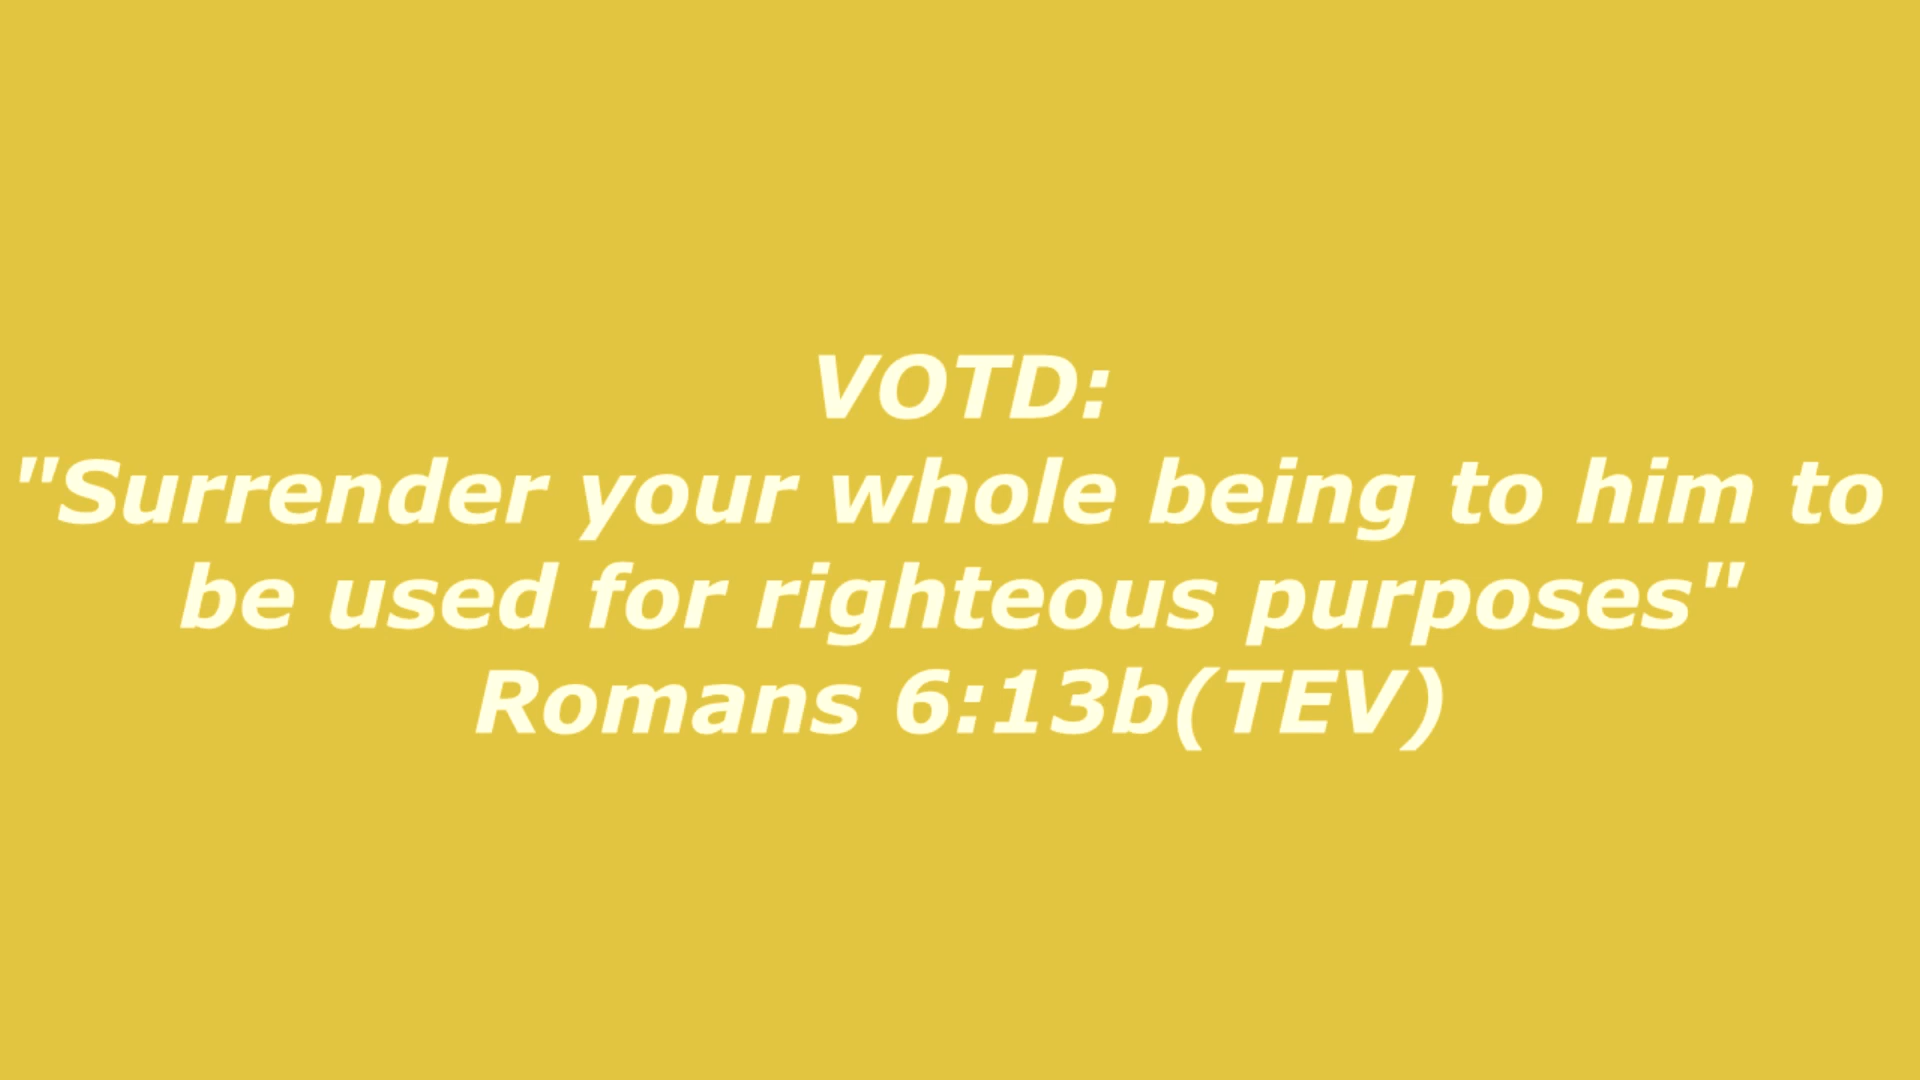 VOTD:
"Surrender your whole being to him to
be used for righteous purposes"
Romans 6:13b(TEV)